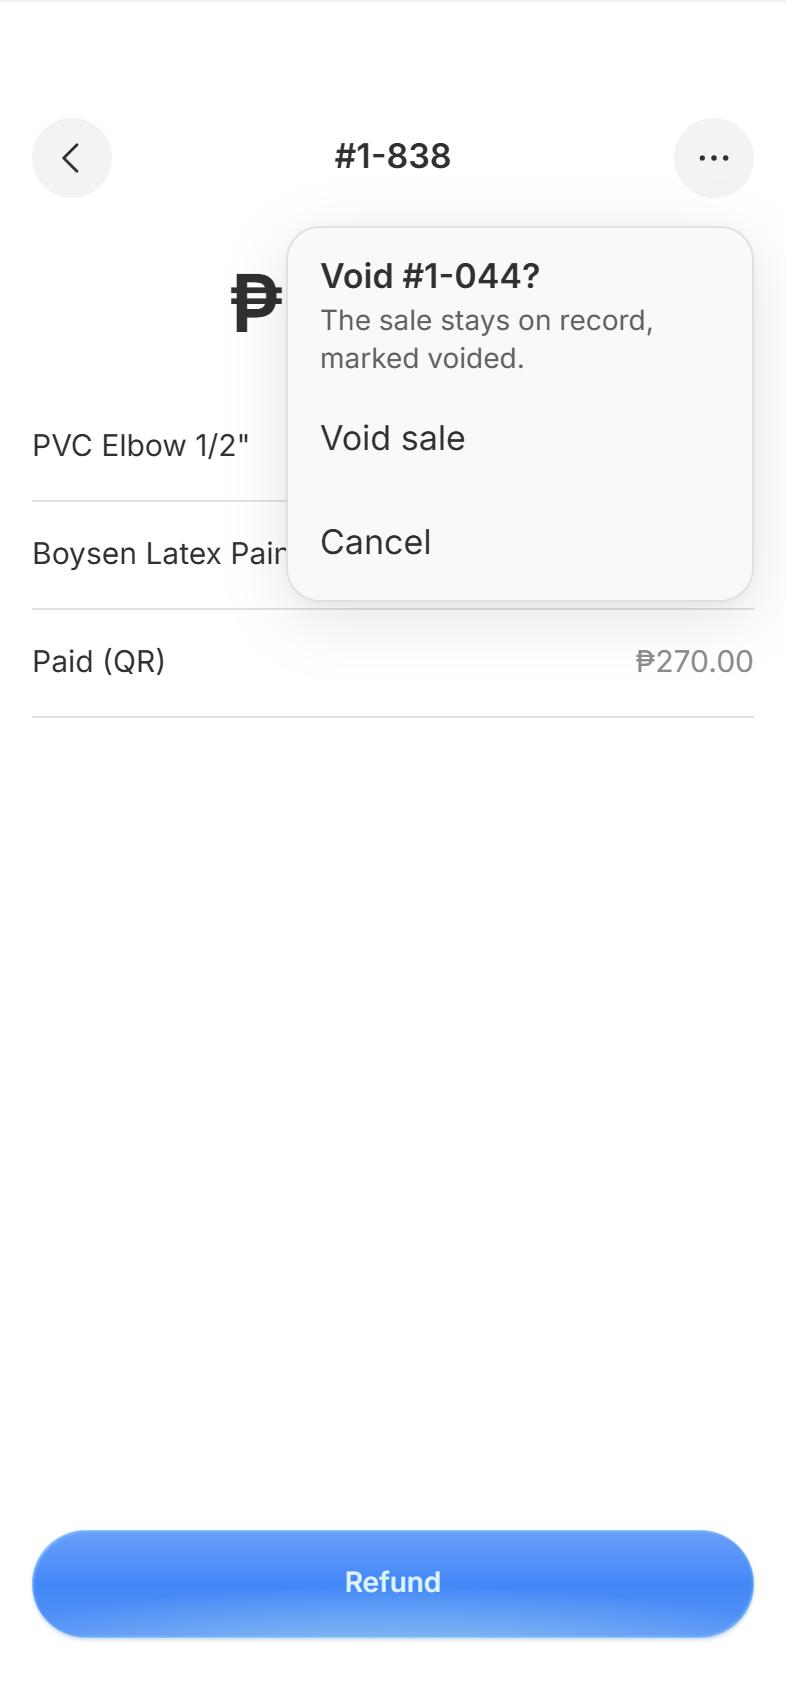 #1-838
Void #1-044?
The sale stays on record,
marked voided.
₱
PVC Elbow 1/2"
Void sale
Boysen Latex
Cancel
Paid (QR) ₱270.00
Refund